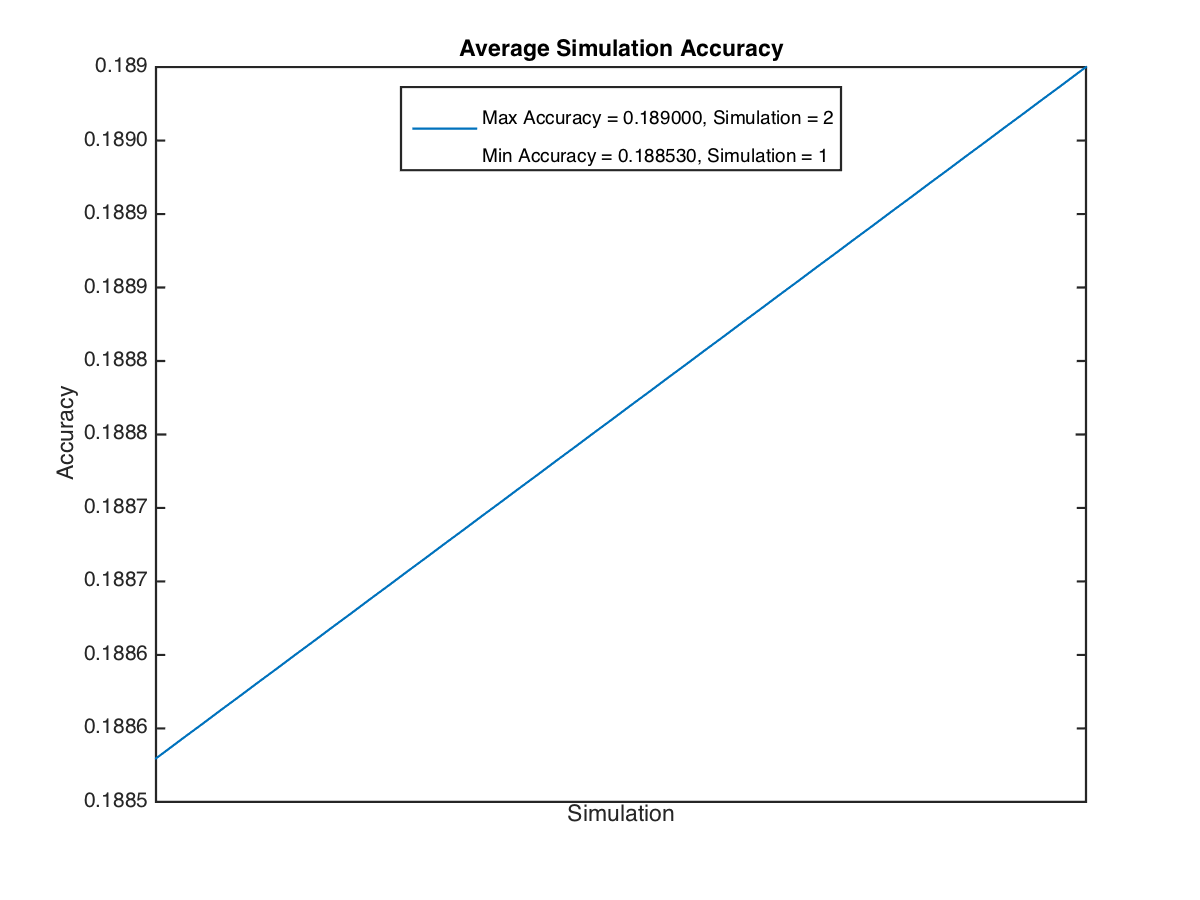 Average Simulation Accuracy
0.189
Max Accuracy = 0.189000, Simulation = 2
0.1890
Min Accuracy = 0.188530, Simulation = 1
0.1889
0.1889
0.1888
Accuracy
0.1888
0.1887
0.1887
0.1886
0.1886
0.1885
Simulation